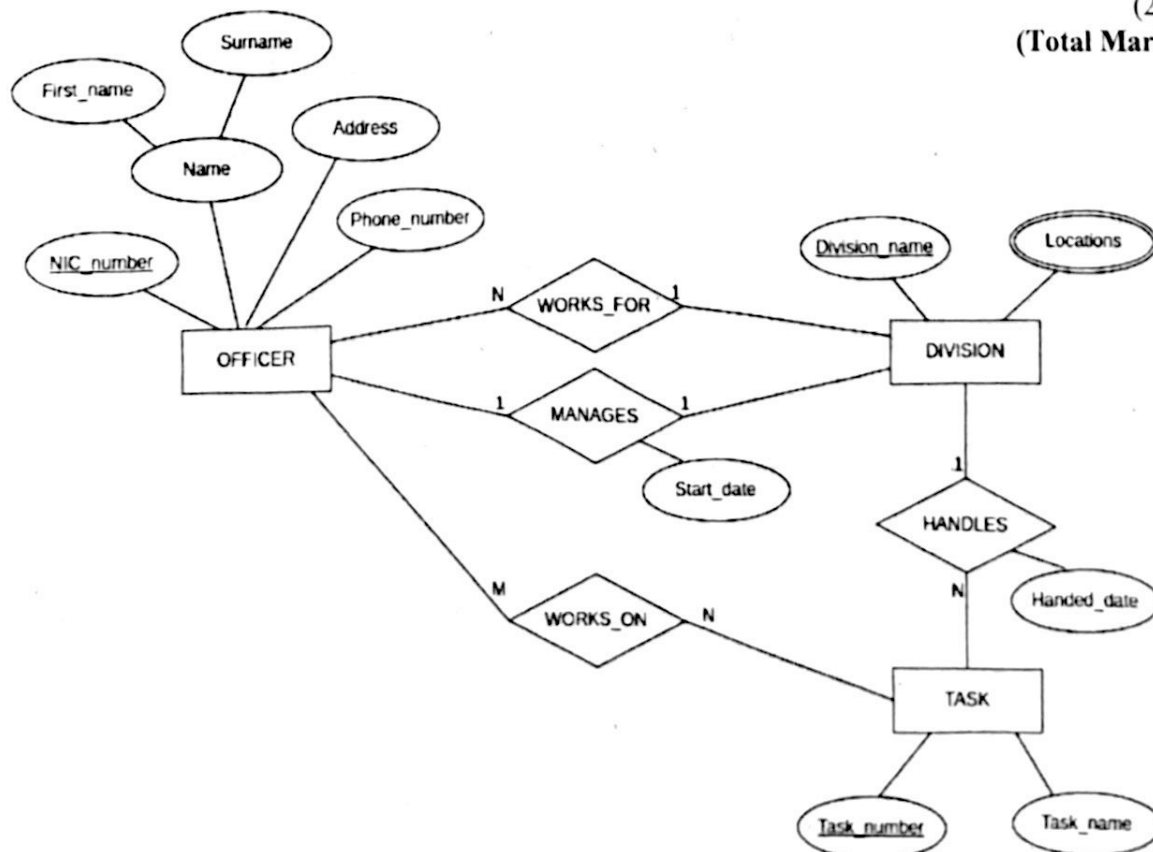 (2
(Total Mar
Surname
First_name
Address
Name
Phone_number
NIC_number
Division_name
Locations
N
WORKS_FOR
1
OFFICER
DIVISION
1
MANAGES
1
Start_date
1
HANDLES
N
Handed_date
M
WORKS_ON
N
TASK
Task_number
Task_name